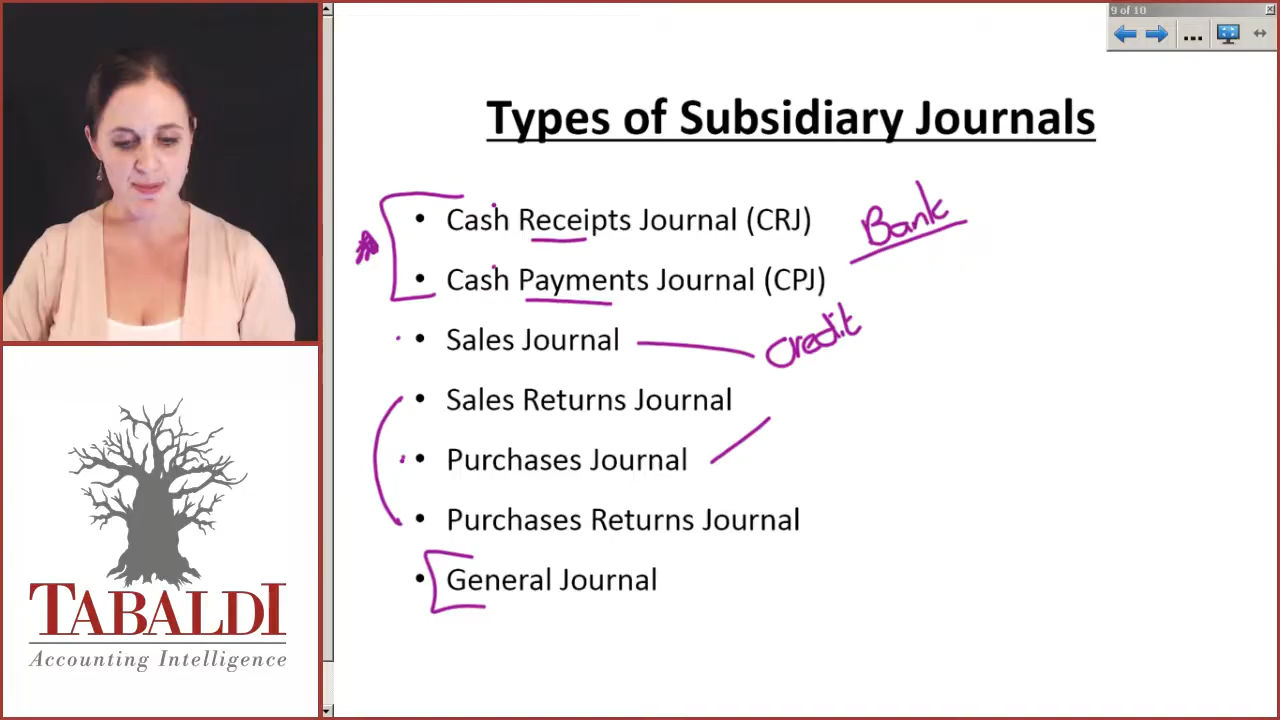 9 of 10
Types of Subsidiary Journals
• Cash Receipts Journal (CRJ)
Bank
• Cash Payments Journal (CPJ)
• Sales Journal
credit
• Sales Returns Journal
• Purchases Journal
• Purchases Returns Journal
• General Journal
TABALDI
Accounting Intelligence